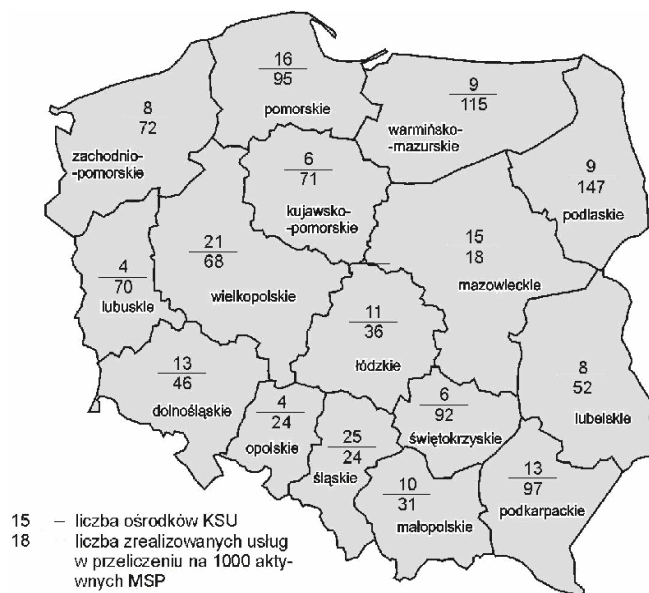 16
95
pomorskie
9
115
warmińsko-
-mazurskie
8
72
zachodnio-
-pomorskie
6
71
kujawsko-
-pomorskie
9
147
podlaskie
21
68
wielkopolskie
15
18
mazowieckie
4
70
lubuskie
11
36
łódzkie
13
46
dolnośląskie
8
52
lubelskie
4
24
opolskie
6
92
świętokrzyskie
25
24
śląskie
10
31
małopolskie
13
97
podkarpackie
15 – liczba ośrodków KSU
18 liczba zrealizowanych usług
w przeliczeniu na 1000 akty-
wnych MSP